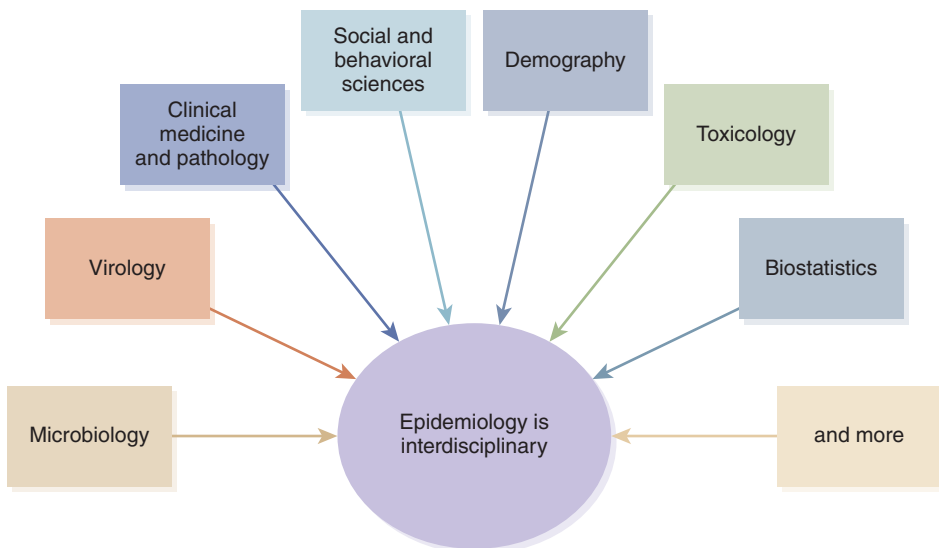 Social and
behavioral
sciences
Demography
Clinical
medicine
and pathology
Toxicology
Virology
Biostatistics
Microbiology
Epidemiology is
interdisciplinary
and more